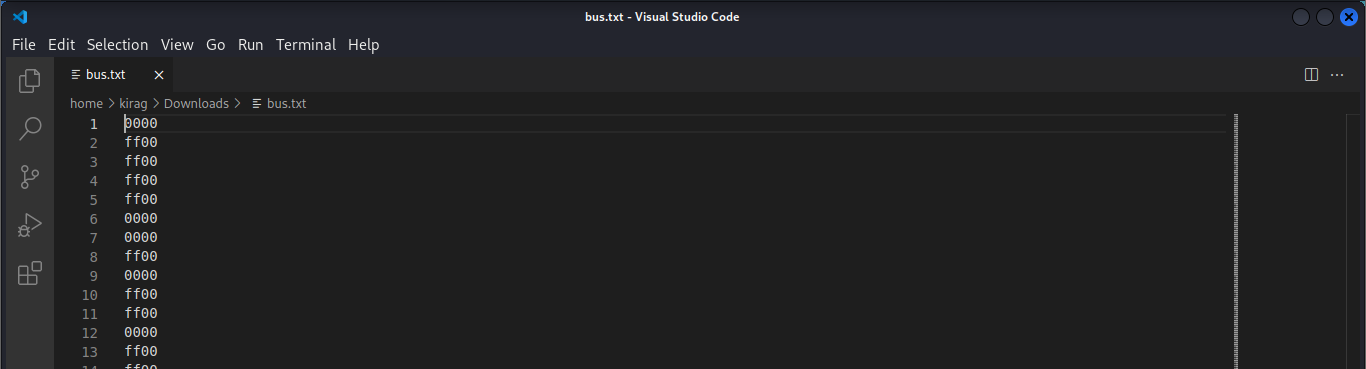 bus.txt - Visual Studio Code
File Edit Selection View Go Run Terminal Help
bus.txt
home > kirag > Downloads > bus.txt
1 0000
2 ff00
3 ff00
4 ff00
5 ff00
6 0000
7 0000
8 ff00
9 0000
10 ff00
11 ff00
12 0000
13 ff00
14 ff00